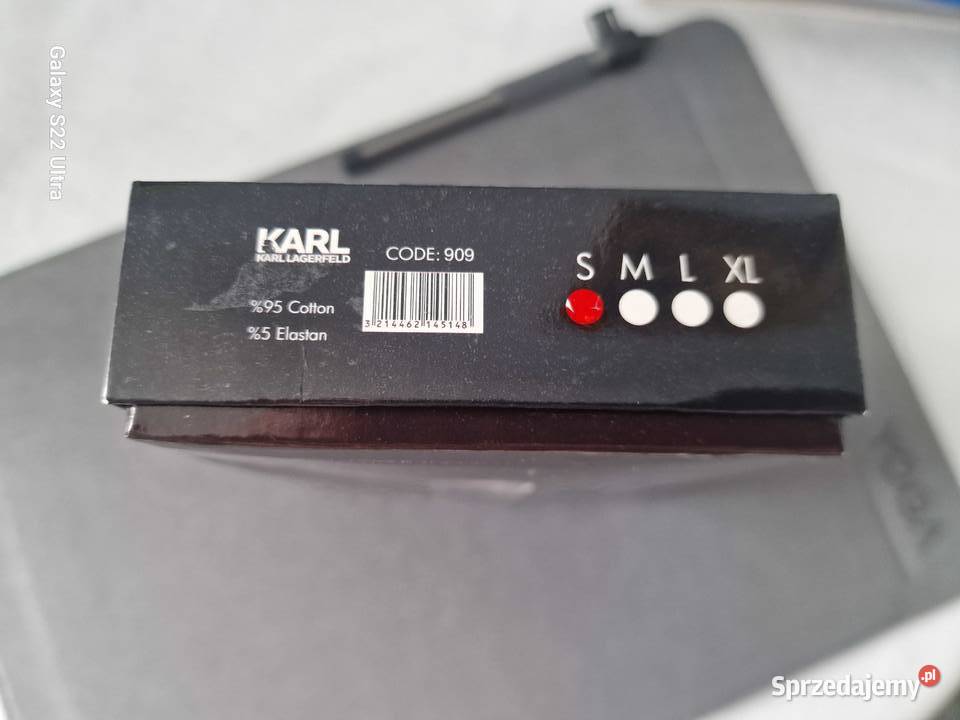 Galaxy S22 Ultra
KARL
KARL LAGERFELD
CODE: 909
%95 Cotton
%5 Elastan
3 214462 145148
S M L XL
Sprzedajemy.pl